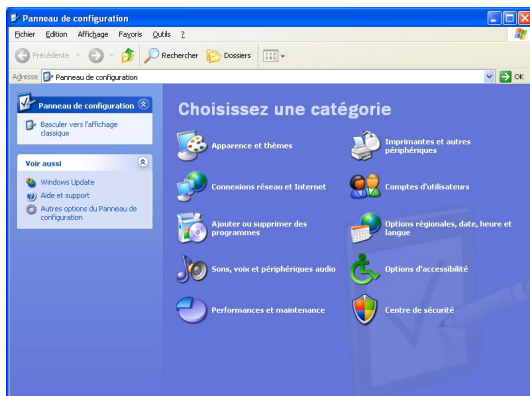 Panneau de configuration
Fichier Edition Affichage Favoris Outils ?
Précédente Rechercher Dossiers
Adresse Panneau de configuration OK
Panneau de configuration
Basculer vers l'affichage
classique
Voir aussi
Windows Update
Aide et support
Autres options du Panneau de
configuration
Choisissez une catégorie
Apparence et thèmes
Imprimantes et autres
périphériques
Connexions réseau et Internet
Comptes d'utilisateurs
Ajouter ou supprimer des
programmes
Options régionales, date, heure et
langue
Sons, voix et périphériques audio
Options d'accessibilité
Performances et maintenance
Centre de sécurité